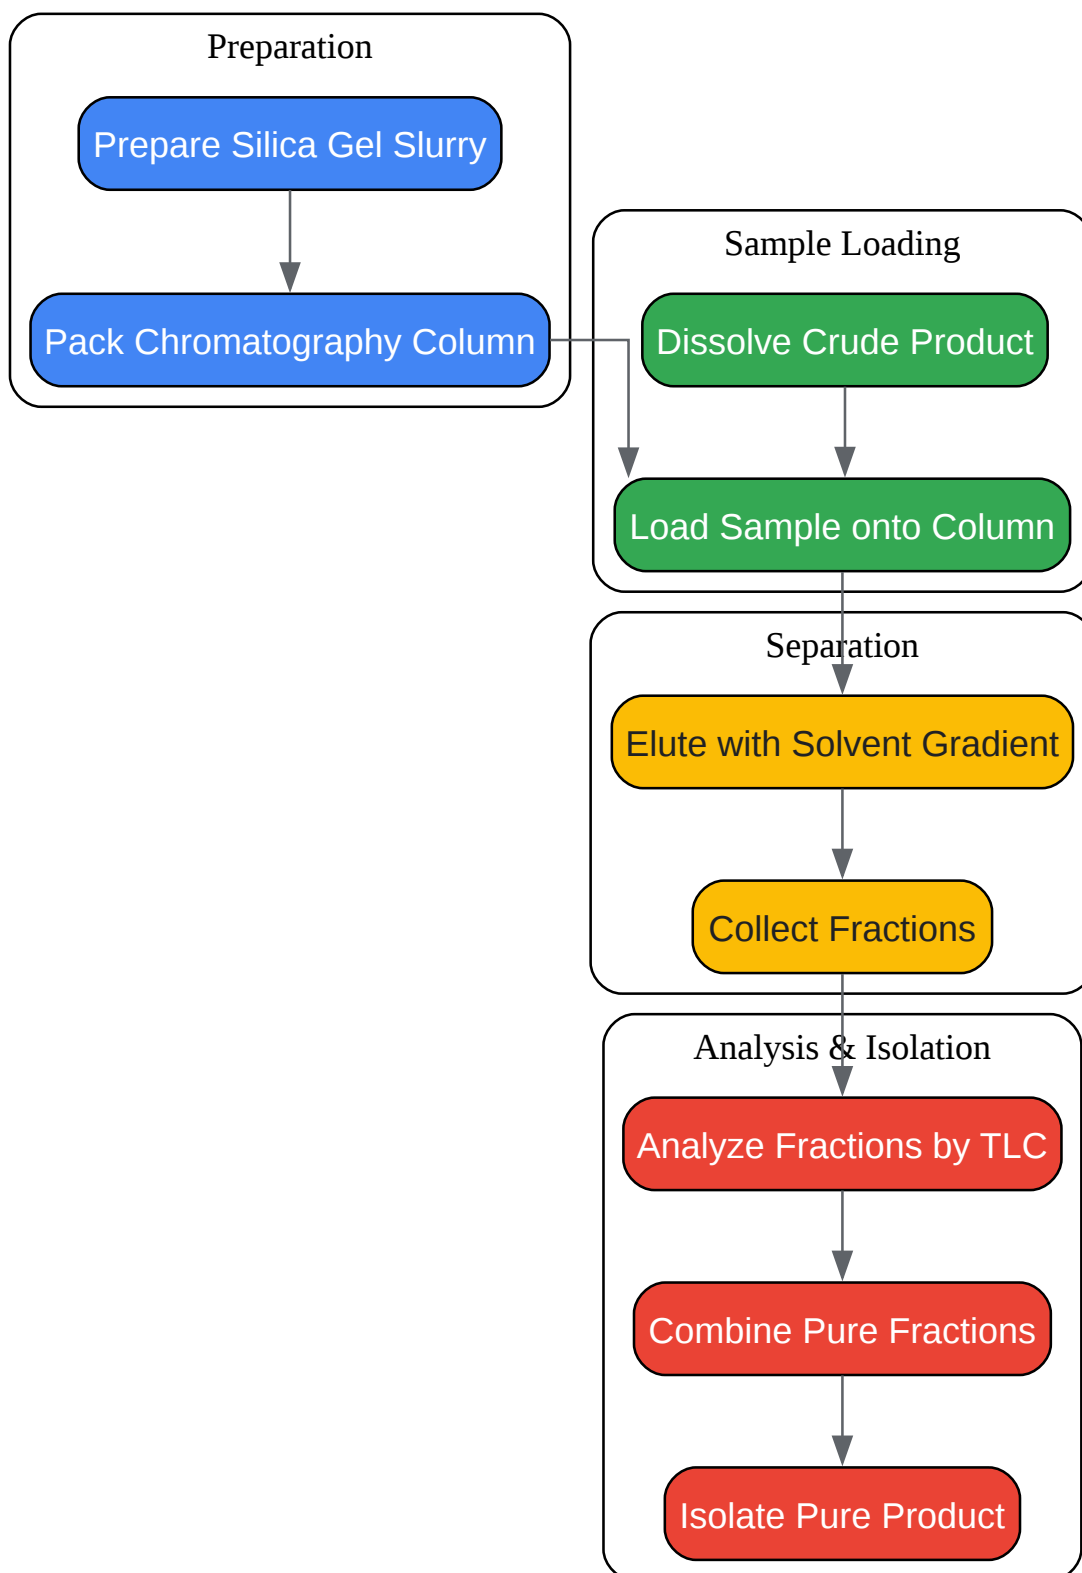 Preparation
Prepare Silica Gel Slurry
Pack Chromatography Column
Sample Loading
Dissolve Crude Product
Load Sample onto Column
Separation
Elute with Solvent Gradient
Collect Fractions
Analysis & Isolation
Analyze Fractions by TLC
Combine Pure Fractions
Isolate Pure Product